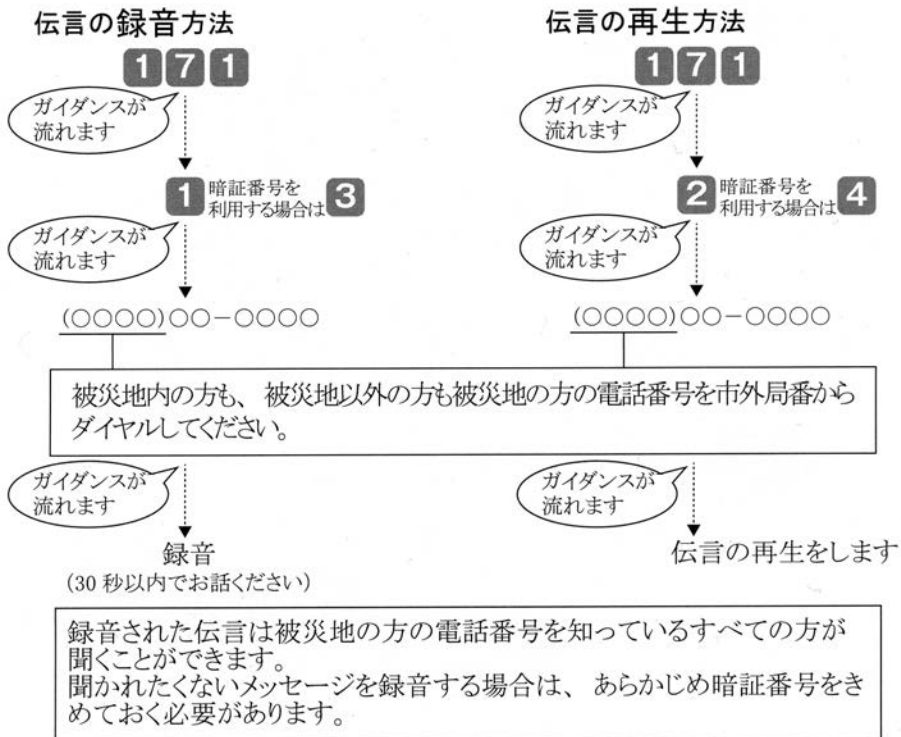 伝言の録音方法
171
ガイダンスが
流れます
1 暗証番号を
利用する場合は 3
ガイダンスが
流れます
(○○○○)○○－○○○○
伝言の再生方法
171
ガイダンスが
流れます
2 暗証番号を
利用する場合は 4
ガイダンスが
流れます
(○○○○)○○－○○○○
被災地内の方も、被災地以外の方も被災地の方の電話番号を市外局番から
ダイヤルしてください。
ガイダンスが
流れます
録音
(30 秒以内でお話ください)
ガイダンスが
流れます
伝言の再生をします
録音された伝言は被災地の方の電話番号を知っているすべての方が
聞くことができます。
聞かれたくないメッセージを録音する場合は、あらかじめ暗証番号をき
めておく必要があります。